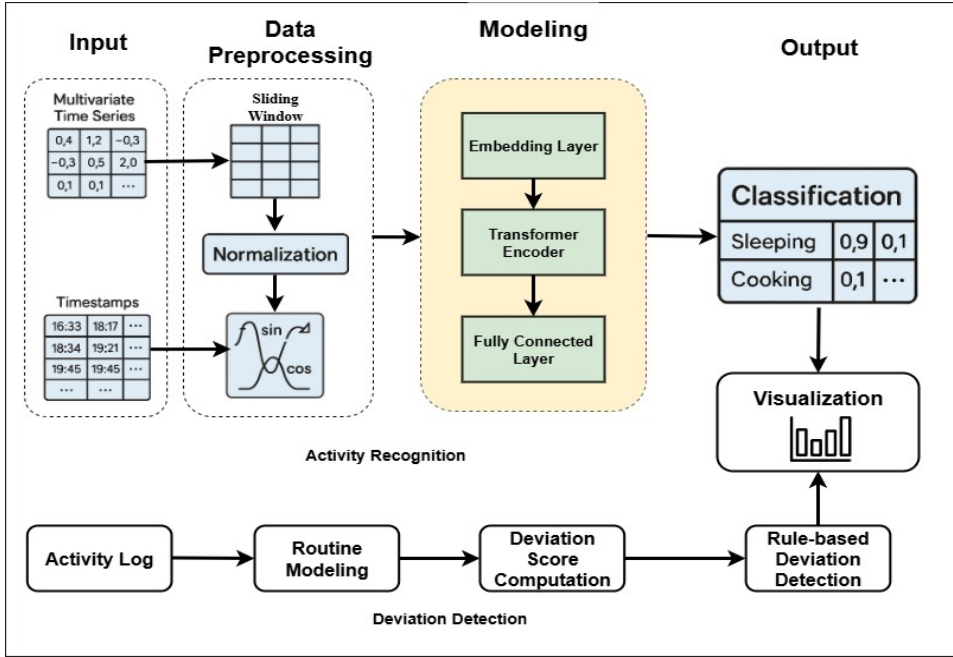 Input
Data
Preprocessing
Modeling
Output
Multivariate
Time Series
0,4 1,2 −0,3
−0,3 0,5 2,0
0,1 0,1 ···
Sliding
Window
Normalization
Timestamps
16:33 18:17 ···
18:34 19:21 ···
19:45 19:45 ···
··· ···
f sin
cos
Embedding Layer
Transformer
Encoder
Fully Connected
Layer
Classification
Sleeping 0,9 0,1
Cooking 0,1 ···
Visualization
Activity Recognition
Activity Log
Routine
Modeling
Deviation
Score
Computation
Rule-based
Deviation
Detection
Deviation Detection